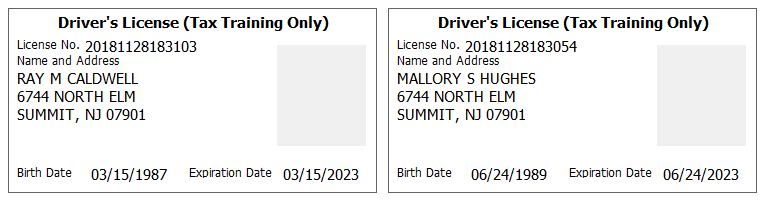 Driver's License (Tax Training Only)
License No. 20181128183103
Name and Address
RAY M CALDWELL
6744 NORTH ELM
SUMMIT, NJ 07901
Birth Date 03/15/1987 Expiration Date 03/15/2023
Driver's License (Tax Training Only)
License No. 20181128183054
Name and Address
MALLORY S HUGHES
6744 NORTH ELM
SUMMIT, NJ 07901
Birth Date 06/24/1989 Expiration Date 06/24/2023